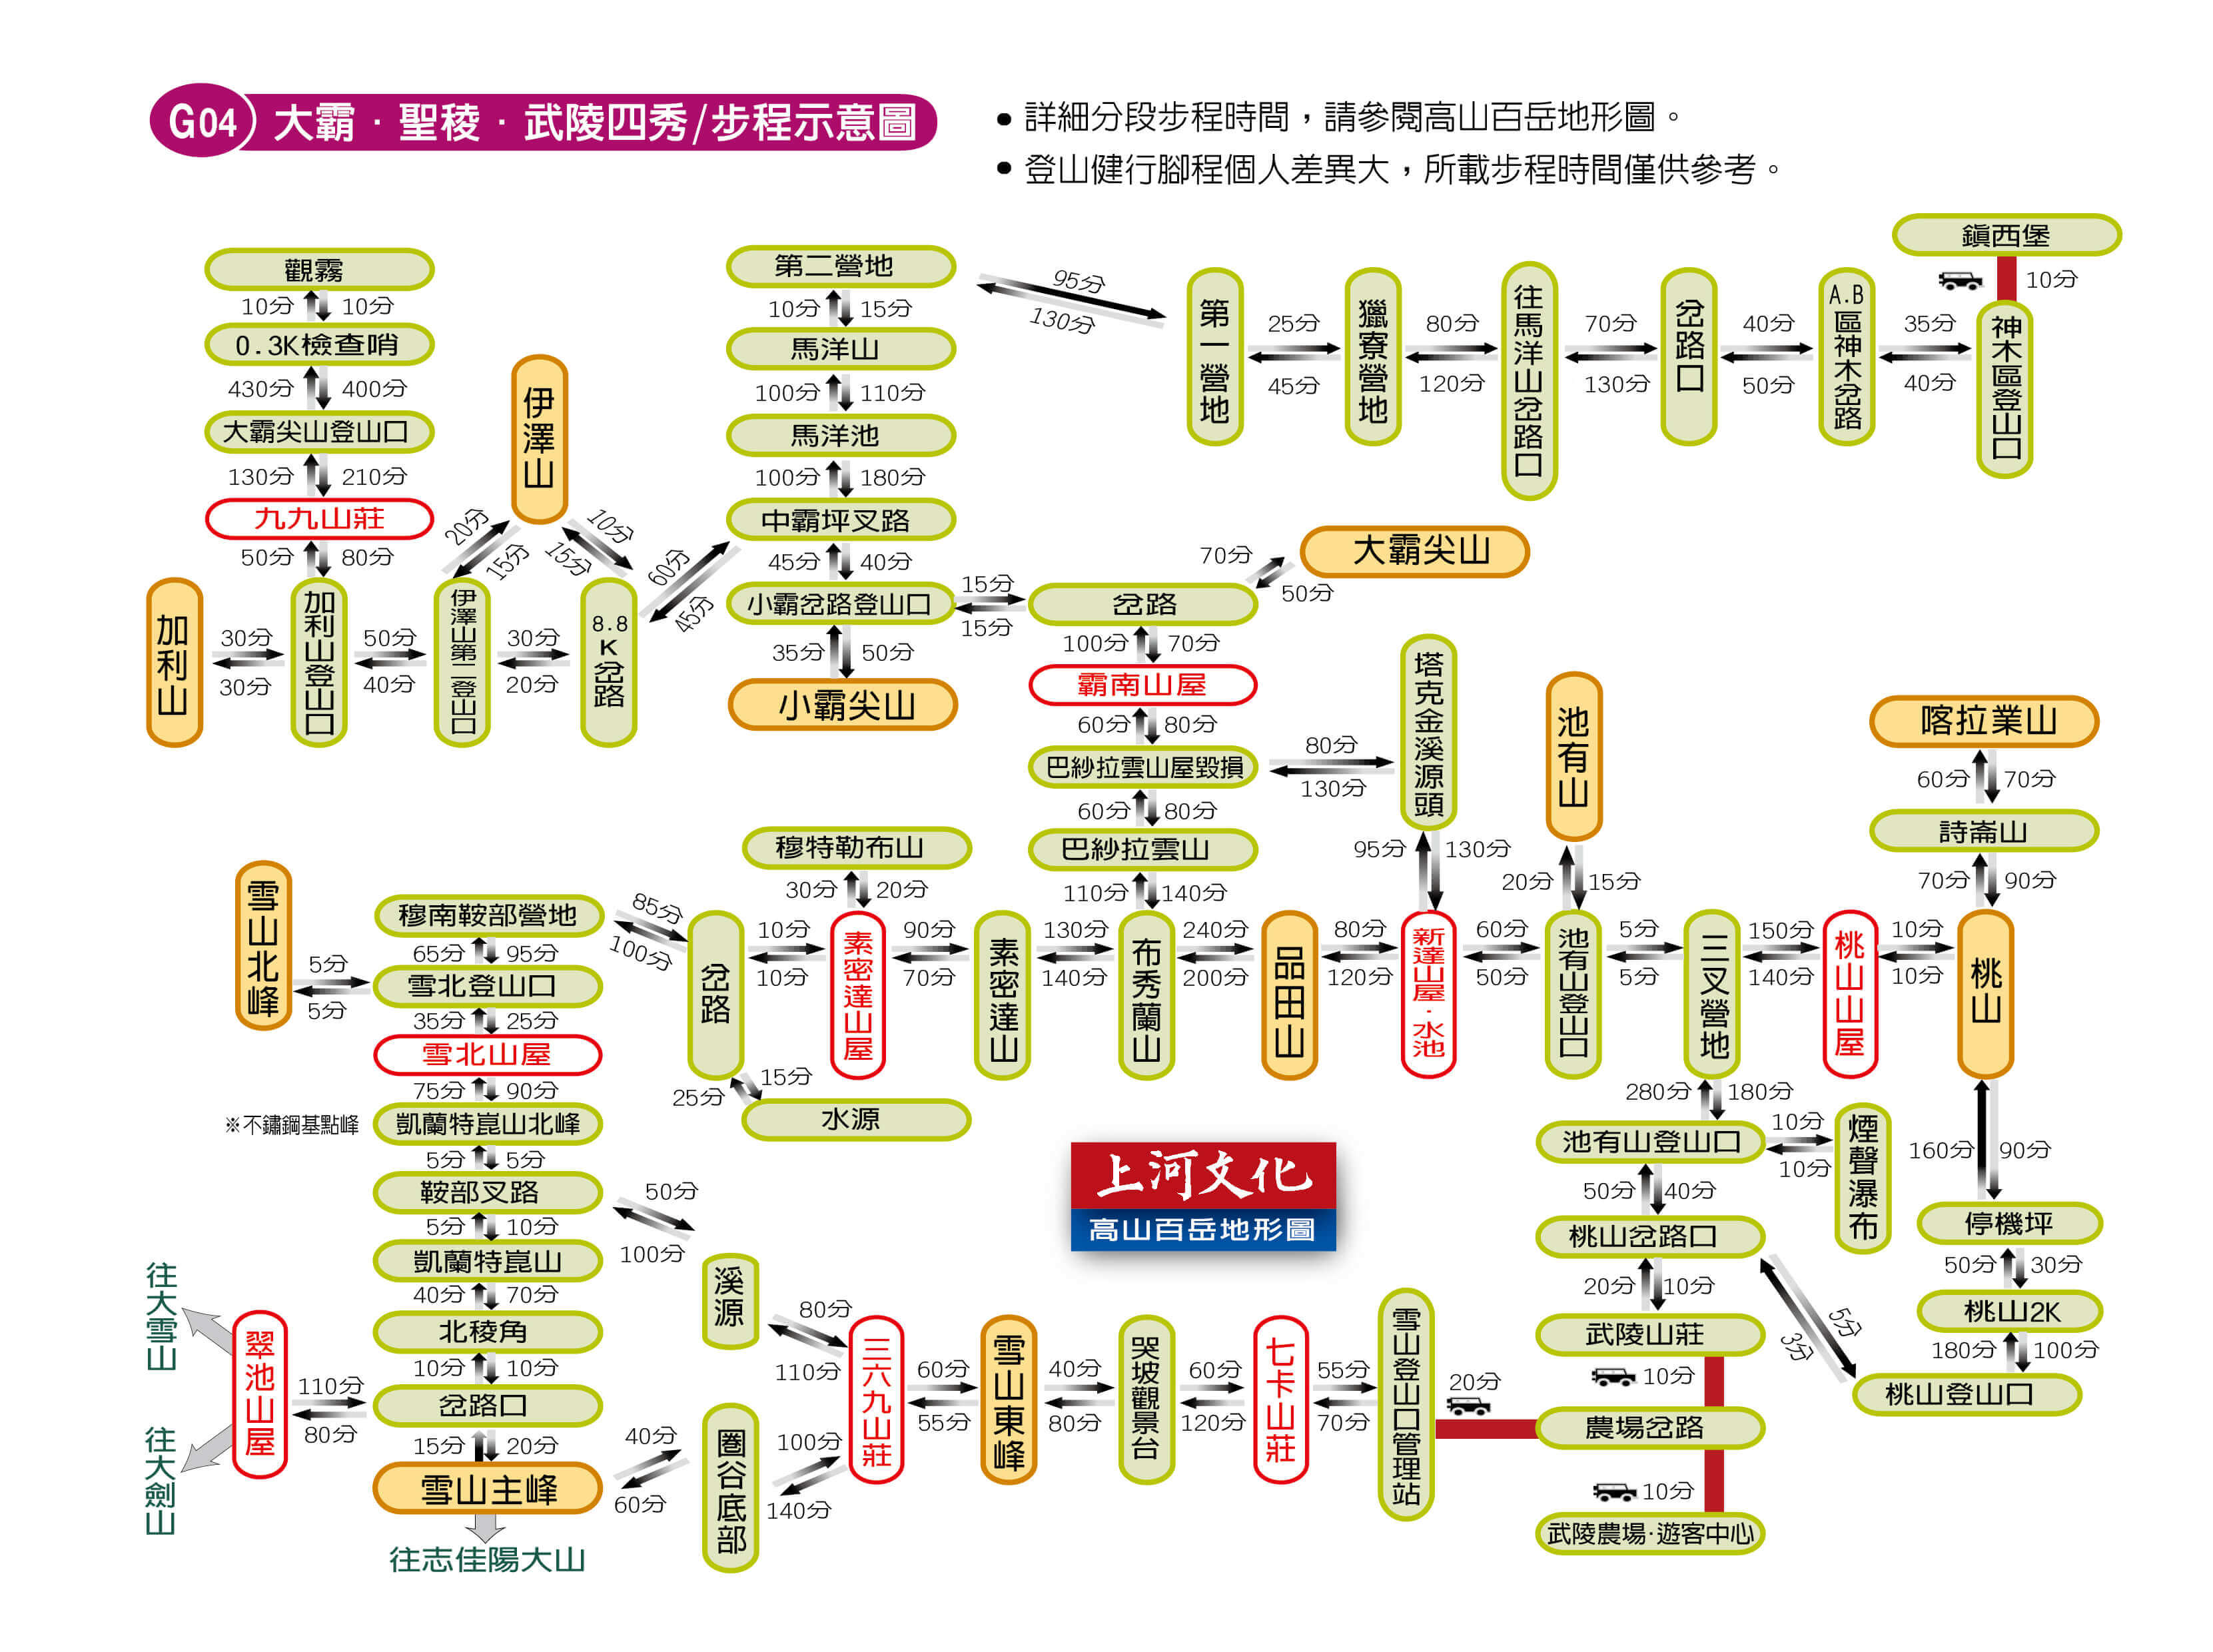 G04 大霸‧聖稜‧武陵四秀/步程示意圖
● 詳細分段步程時間，請參閱高山百岳地形圖。
● 登山健行腳程個人差異大，所載步程時間僅供參考。
觀霧
10分 10分
0.3K檢查哨
430分 400分
大霸尖山登山口
130分 210分
九九山莊
50分 80分
加利山
30分
30分
加利山登山口
50分
40分
伊澤山第二登山口
20分
15分
伊澤山
10分
15分
30分
20分
8.8K岔路
60分
45分
第二營地
10分 15分
馬洋山
100分 110分
馬洋池
100分 180分
中霸坪叉路
45分 40分
小霸岔路登山口
35分 50分
小霸尖山
95分
130分
第一營地
25分
45分
獵寮營地
80分
120分
往馬洋山岔路口
70分
130分
岔路口
40分
50分
A.B區神木岔路
35分
40分
神木區登山口
鎮西堡
10分
15分
15分
岔路
70分
50分
大霸尖山
100分 70分
霸南山屋
60分 80分
巴紗拉雲山屋毀損
80分
130分
60分 80分
巴紗拉雲山
110分 140分
塔克金溪源頭
95分 130分
池有山
20分 15分
喀拉業山
60分 70分
詩崙山
70分 90分
雪山北峰
5分
5分
穆南鞍部營地
65分 95分
雪北登山口
35分 25分
雪北山屋
75分 90分
※不鏽鋼基點峰
凱蘭特崑山北峰
5分 5分
鞍部叉路
5分 10分
凱蘭特崑山
40分 70分
北稜角
10分 10分
岔路口
15分 20分
雪山主峰
往志佳陽大山
85分
100分
岔路
10分
10分
穆特勒布山
30分 20分
素密達山屋
90分
70分
素密達山
130分
140分
布秀蘭山
240分
200分
品田山
80分
120分
新達山屋‧水池
60分
50分
池有山登山口
5分
5分
三叉營地
150分
140分
桃山山屋
10分
10分
桃山
25分 15分
水源
280分 180分
池有山登山口
10分
10分
煙聲瀑布
50分 40分
桃山岔路口
20分 10分
武陵山莊
10分
農場岔路
10分
武陵農場‧遊客中心
5分
3分
160分 90分
停機坪
50分 30分
桃山2K
180分 100分
桃山登山口
上河文化
高山百岳地形圖
往大雪山
往大劍山
翠池山屋
110分
80分
50分
100分
溪源
80分
110分
40分
60分
圈谷底部
100分
140分
三六九山莊
60分
55分
雪山東峰
40分
80分
哭坡觀景台
60分
120分
七卡山莊
55分
70分
雪山登山口管理站
20分